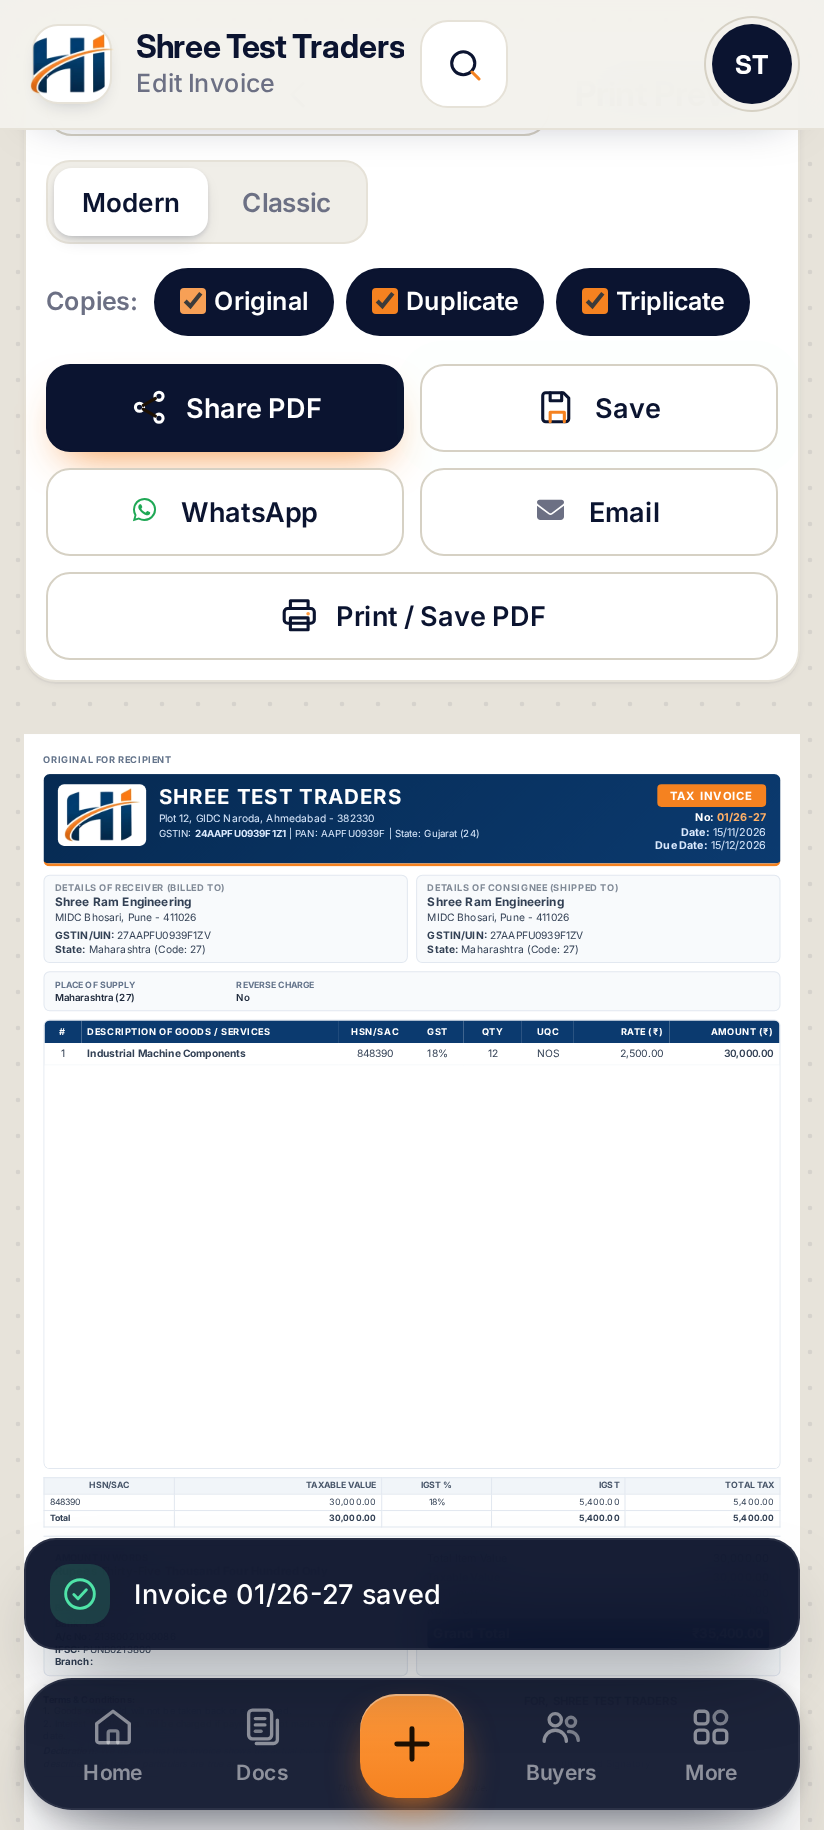 Hi
Shree Test Traders
Edit Invoice
ST
Modern
Classic
Copies:
Original
Duplicate
Triplicate
Share PDF
Save
WhatsApp
Email
Print / Save PDF
ORIGINAL FOR RECIPIENT
Hi
SHREE TEST TRADERS
Plot 12, GIDC Naroda, Ahmedabad - 382330
GSTIN: 24AAPFU0939F1Z1 | PAN: AAPFU0939F | State: Gujarat (24)
TAX INVOICE
No: 01/26-27
Date: 15/11/2026
Due Date: 15/12/2026
DETAILS OF RECEIVER (BILLED TO)
Shree Ram Engineering
MIDC Bhosari, Pune - 411026
GSTIN/UIN: 27AAPFU0939F1ZV
State: Maharashtra (Code: 27)
DETAILS OF CONSIGNEE (SHIPPED TO)
Shree Ram Engineering
MIDC Bhosari, Pune - 411026
GSTIN/UIN: 27AAPFU0939F1ZV
State: Maharashtra (Code: 27)
PLACE OF SUPPLY
Maharashtra (27)
REVERSE CHARGE
No
# DESCRIPTION OF GOODS / SERVICES HSN/SAC GST QTY UQC RATE (₹) AMOUNT (₹)
1 Industrial Machine Components 848390 18% 12 NOS 2,500.00 30,000.00
HSN/SAC TAXABLE VALUE IGST % IGST TOTAL TAX
848390 30,000.00 18% 5,400.00 5,400.00
Total 30,000.00 5,400.00 5,400.00
Invoice 01/26-27 saved
Branch:
Home
Docs
Buyers
More